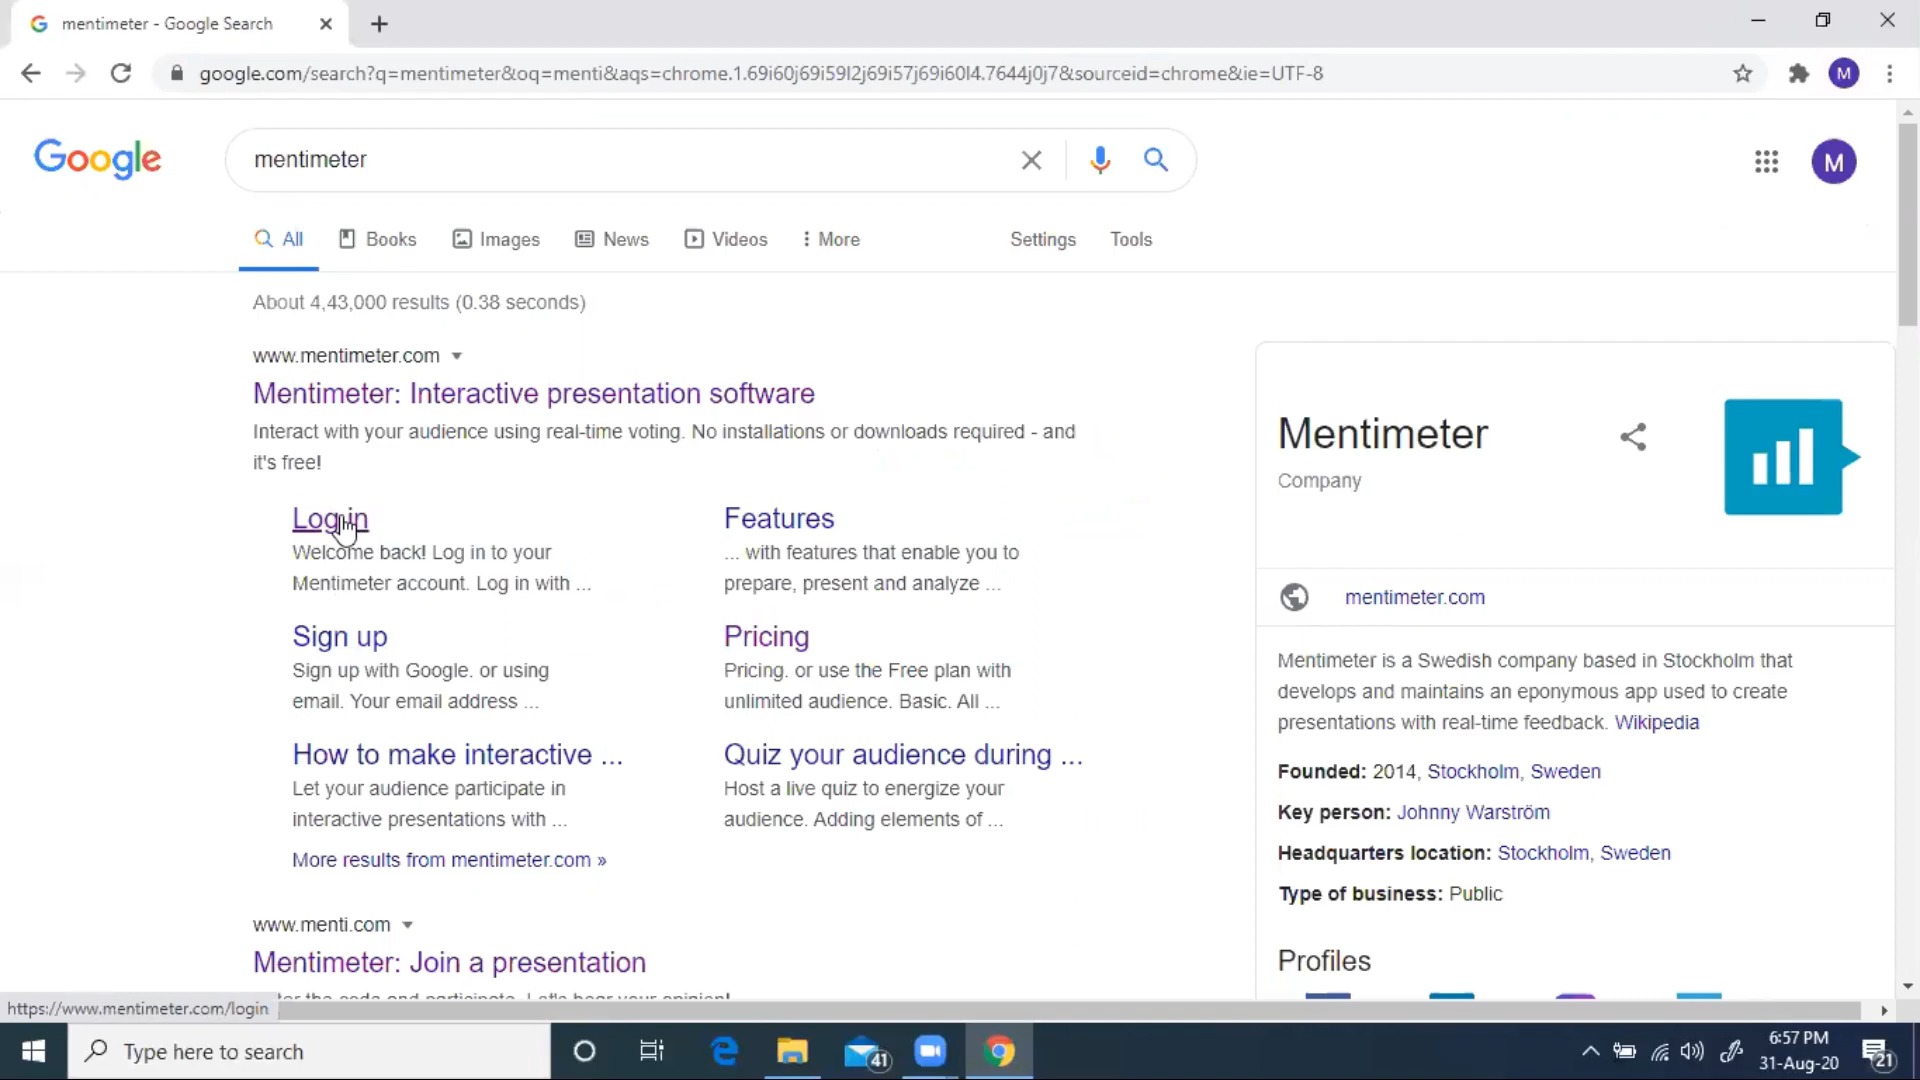 mentimeter - Google Search
google.com/search?q=mentimeter&oq=menti&aqs=chrome.1.69i60j69i59l2j69i57j69i60l4.7644j0j7&sourceid=chrome&ie=UTF-8
M
Google
mentimeter
M
All Books Images News Videos More Settings Tools
About 4,43,000 results (0.38 seconds)
www.mentimeter.com
Mentimeter: Interactive presentation software
Interact with your audience using real-time voting. No installations or downloads required - and
it's free!
Log in
Welcome back! Log in to your
Mentimeter account. Log in with ...
Features
... with features that enable you to
prepare, present and analyze ...
Sign up
Sign up with Google. or using
email. Your email address ...
Pricing
Pricing. or use the Free plan with
unlimited audience. Basic. All ...
How to make interactive ...
Let your audience participate in
interactive presentations with ...
Quiz your audience during ...
Host a live quiz to energize your
audience. Adding elements of ...
More results from mentimeter.com »
www.menti.com
Mentimeter: Join a presentation
the code and participate. Let's hear your opinion!
Mentimeter
Company
mentimeter.com
Mentimeter is a Swedish company based in Stockholm that
develops and maintains an eponymous app used to create
presentations with real-time feedback. Wikipedia
Founded: 2014, Stockholm, Sweden
Key person: Johnny Warström
Headquarters location: Stockholm, Sweden
Type of business: Public
Profiles
https://www.mentimeter.com/login
Type here to search
41
6:57 PM
31-Aug-20
21